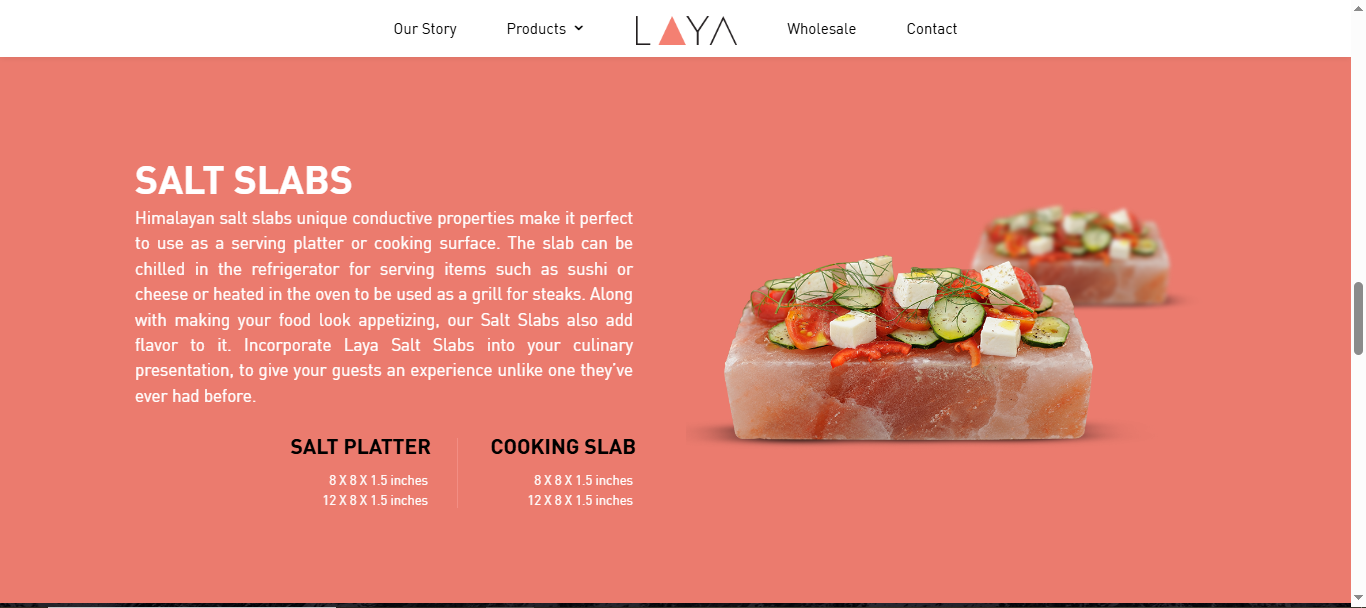 Our Story
Products
LAYA
Wholesale
Contact
SALT SLABS
Himalayan salt slabs unique conductive properties make it perfect
to use as a serving platter or cooking surface. The slab can be
chilled in the refrigerator for serving items such as sushi or
cheese or heated in the oven to be used as a grill for steaks. Along
with making your food look appetizing, our Salt Slabs also add
flavor to it. Incorporate Laya Salt Slabs into your culinary
presentation, to give your guests an experience unlike one they've
ever had before.
SALT PLATTER
8 X 8 X 1.5 inches
12 X 8 X 1.5 inches
COOKING SLAB
8 X 8 X 1.5 inches
12 X 8 X 1.5 inches